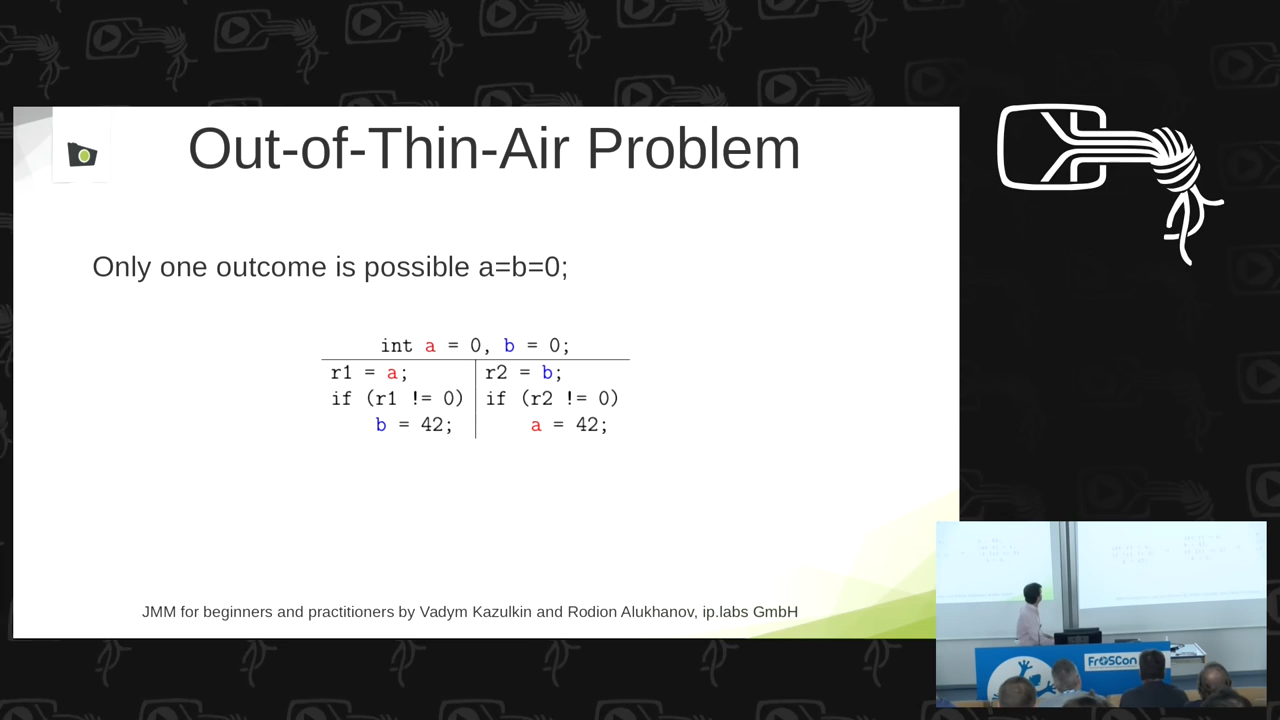 Out-of-Thin-Air Problem
Only one outcome is possible a=b=0;
int a = 0, b = 0;
r1 = a; r2 = b;
if (r1 != 0) if (r2 != 0)
b = 42; a = 42;
JMM for beginners and practitioners by Vadym Kazulkin and Rodion Alukhanov, ip.labs GmbH
FrOSCon